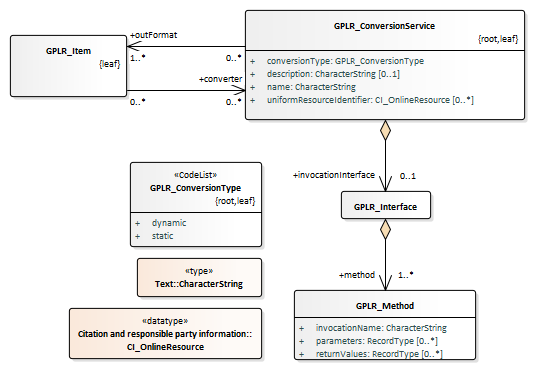 GPLR_Item
{leaf}
+outFormat
1..*
0..*
+converter
0..*
0..*
GPLR_ConversionService
{root,leaf}
+ conversionType: GPLR_ConversionType
+ description: CharacterString [0..1]
+ name: CharacterString
+ uniformResourceIdentifier: CI_OnlineResource [0..*]
+invocationInterface
0..1
«CodeList»
GPLR_ConversionType
{root,leaf}
+ dynamic
+ static
GPLR_Interface
«type»
Text::CharacterString
+method
1..*
«datatype»
Citation and responsible party information::
CI_OnlineResource
GPLR_Method
+ invocationName: CharacterString
+ parameters: RecordType [0..*]
+ returnValues: RecordType [0..*]